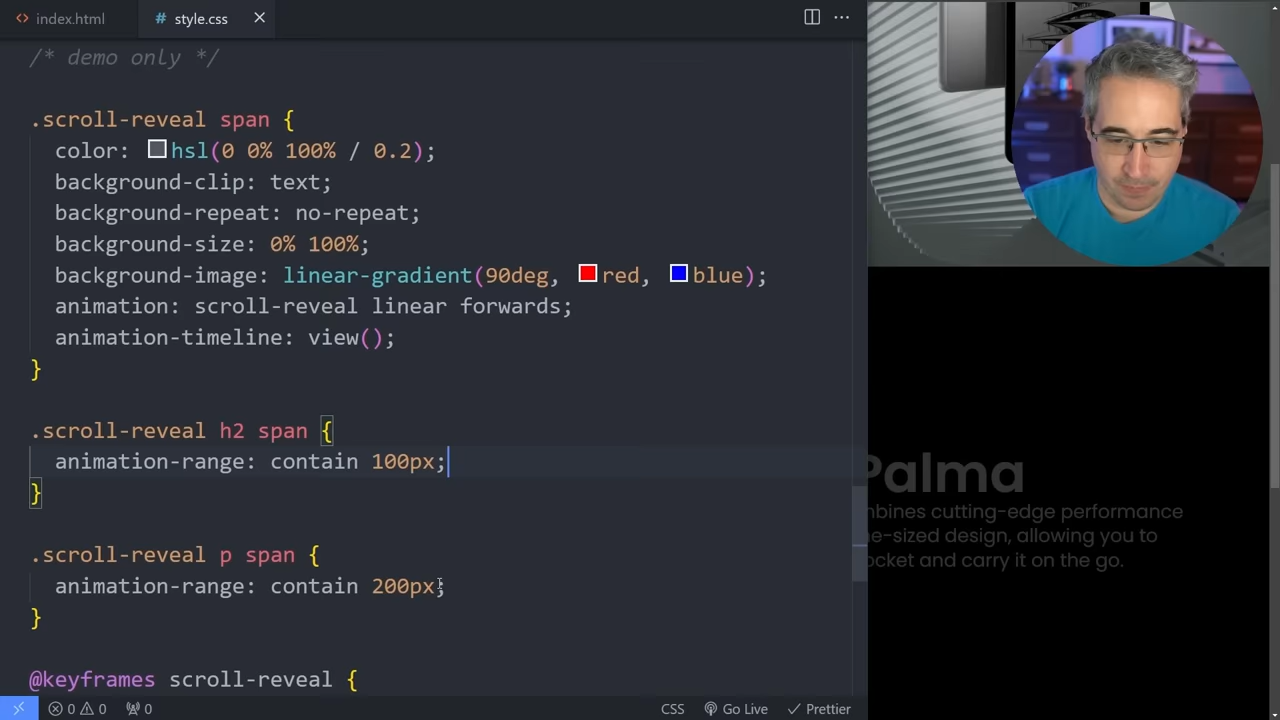 index.html
# style.css
/* demo only */
.scroll-reveal span {
color: hsl(0 0% 100% / 0.2);
background-clip: text;
background-repeat: no-repeat;
background-size: 0% 100%;
background-image: linear-gradient(90deg, red, blue);
animation: scroll-reveal linear forwards;
animation-timeline: view();
}
.scroll-reveal h2 span {
animation-range: contain 100px;
}
.scroll-reveal p span {
animation-range: contain 200px;
}
@keyframes scroll-reveal {
Palma
mbines cutting-edge performance
e-sized design, allowing you to
ocket and carry it on the go.
0 0 0 CSS Go Live Prettier